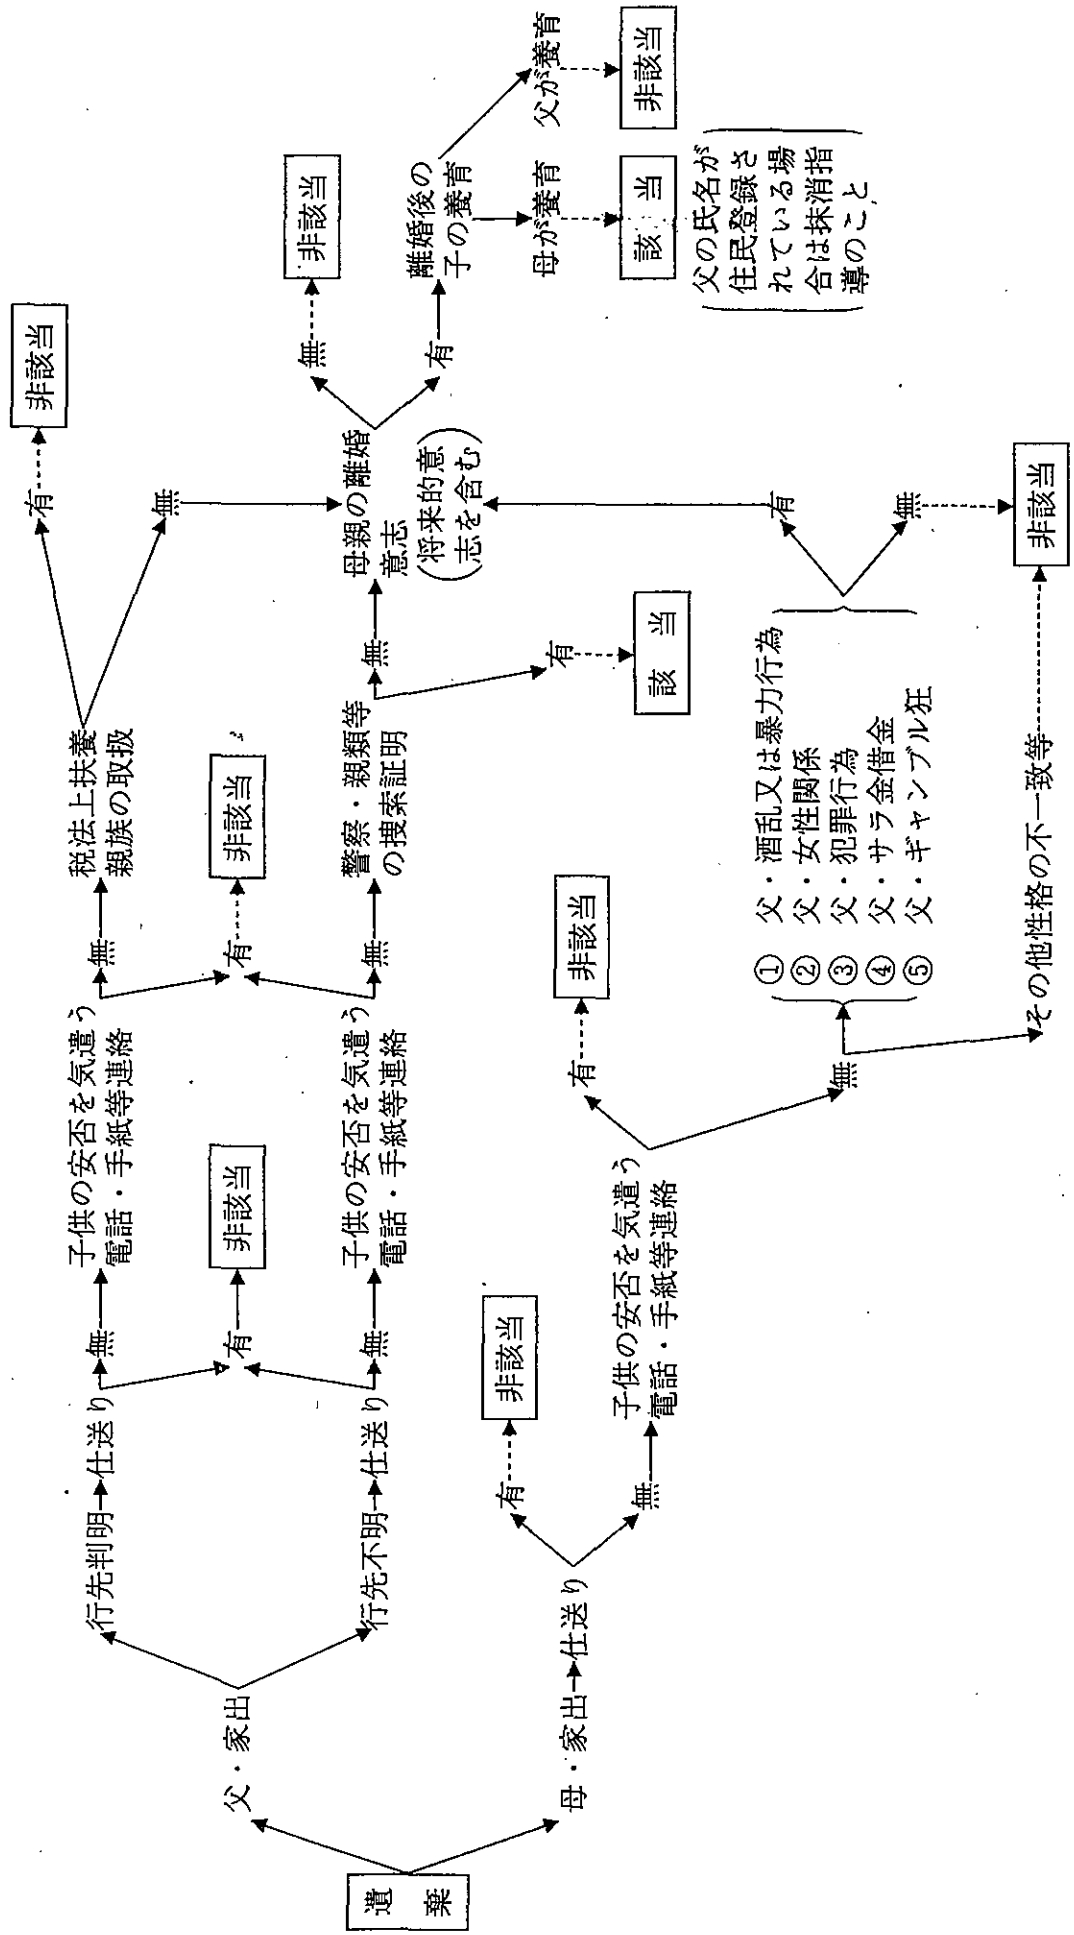 遺棄
父・家出
行先判明
仕送り
無
有
非該当
子供の安否を気遣う
電話・手紙等連絡
無
有
非該当
税法上扶養
親族の取扱
有
非該当
無
行先不明
仕送り
無
子供の安否を気遣う
電話・手紙等連絡
無
警察・親類等
の捜索証明
無
有
該当
母親の離婚
意志
(将来的意
志を含む)
無
非該当
有
離婚後の
子の養育
父が養育
非該当
母が養育
該当
(父の氏名が
住民登録さ
れている場
合は抹消指
導のこと)
母・家出
仕送り
有
非該当
無
子供の安否を気遣う
電話・手紙等連絡
有
非該当
無
① 父・酒乱又は暴力行為
② 父・女性関係
③ 父・犯罪行為
④ 父・サラ金借金
⑤ 父・ギャンブル狂
有
無
その他性格の不一致等
非該当